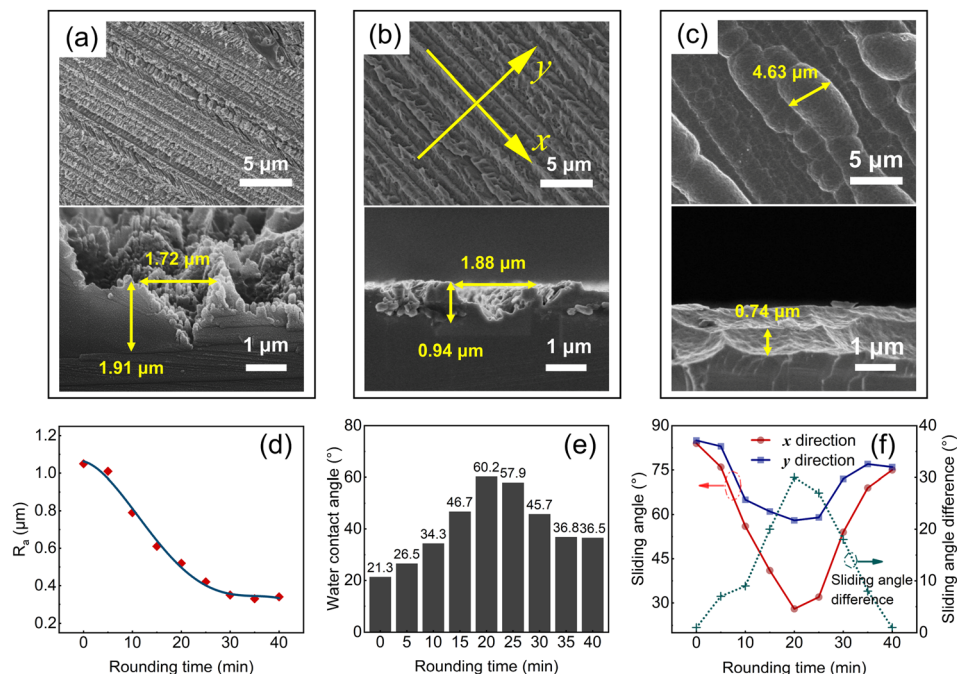 (a)
5 µm
1.72 µm
1.91 µm
1 µm
(b)
y
x
5 µm
1.88 µm
0.94 µm
1 µm
(c)
4.63 µm
5 µm
0.74 µm
1 µm
(d)
Ra (µm)
1.2
1.0
0.8
0.6
0.4
0.2
0 10 20 30 40
Rounding time (min)
(e)
Water contact angle (°)
80
60
40
20
0
21.3 26.5 34.3 46.7 60.2 57.9 45.7 36.8 36.5
0 5 10 15 20 25 30 35 40
Rounding time (min)
(f)
x direction
y direction
Sliding angle (°)
90
75
60
45
30
Sliding angle
difference
Sliding angle difference (°)
40
30
20
10
0
0 10 20 30 40
Rounding time (min)